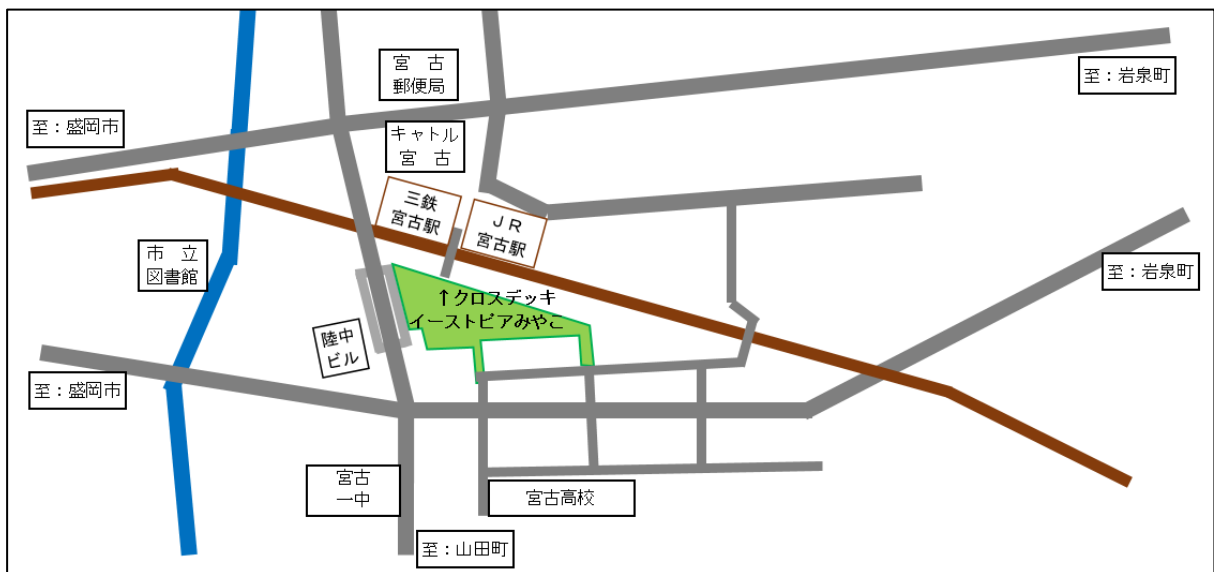 宮 古
郵便局
至：岩泉町
至：盛岡市
キャトル
宮 古
三鉄
宮古駅
ＪＲ
宮古駅
市 立
図書館
至：岩泉町
↑クロスデッキ
イーストピアみやこ
陸中
ビル
至：盛岡市
宮古
一中
宮古高校
至：山田町